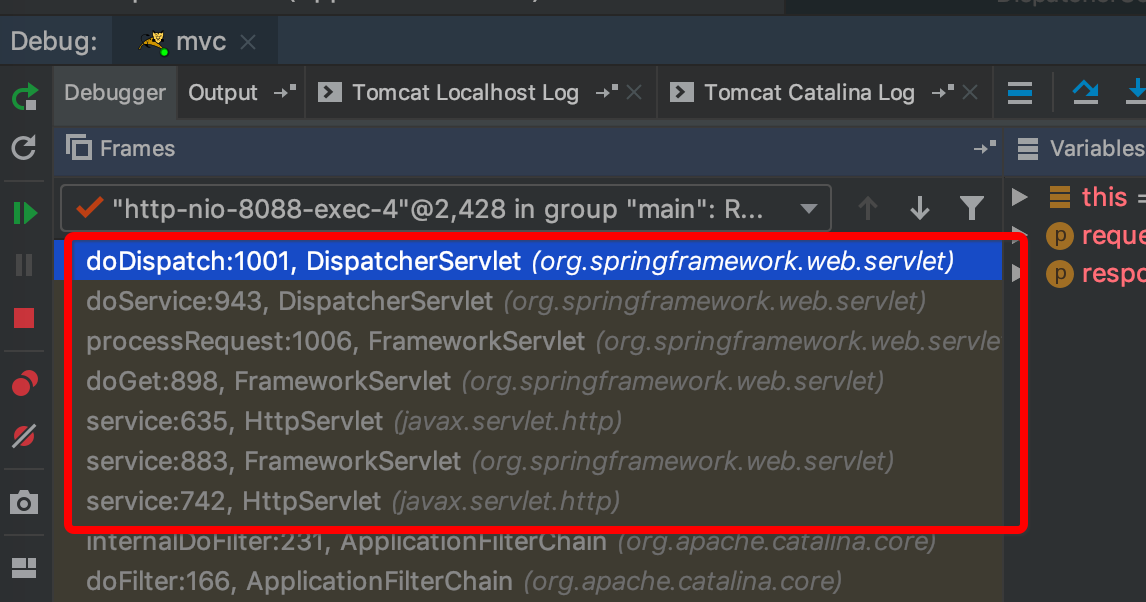 Debug: mvc
Debugger Output Tomcat Localhost Log Tomcat Catalina Log
Frames Variables
"http-nio-8088-exec-4"@2,428 in group "main": R...
this =
doDispatch:1001, DispatcherServlet (org.springframework.web.servlet)
doService:943, DispatcherServlet (org.springframework.web.servlet)
processRequest:1006, FrameworkServlet (org.springframework.web.servle
doGet:898, FrameworkServlet (org.springframework.web.servlet)
service:635, HttpServlet (javax.servlet.http)
service:883, FrameworkServlet (org.springframework.web.servlet)
service:742, HttpServlet (javax.servlet.http)
internalDoFilter:231, ApplicationFilterChain (org.apache.catalina.core)
doFilter:166, ApplicationFilterChain (org.apache.catalina.core)
p reque
p respo